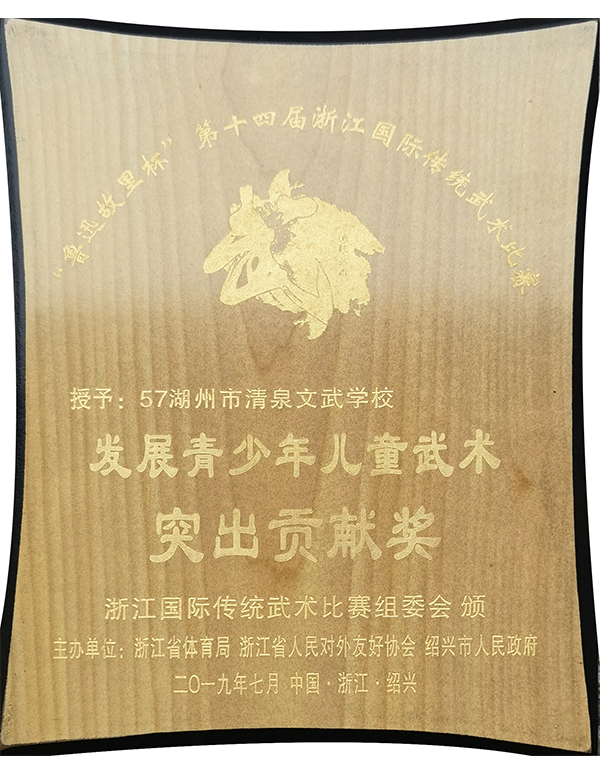 “鲁迅故里杯”第十四届浙江国际传统武术比赛
武
授予：57湖州市清泉文武学校
发展青少年儿童武术
突出贡献奖
浙江国际传统武术比赛组委会 颁
主办单位：浙江省体育局 浙江省人民对外友好协会 绍兴市人民政府
二〇一九年七月 中国·浙江·绍兴